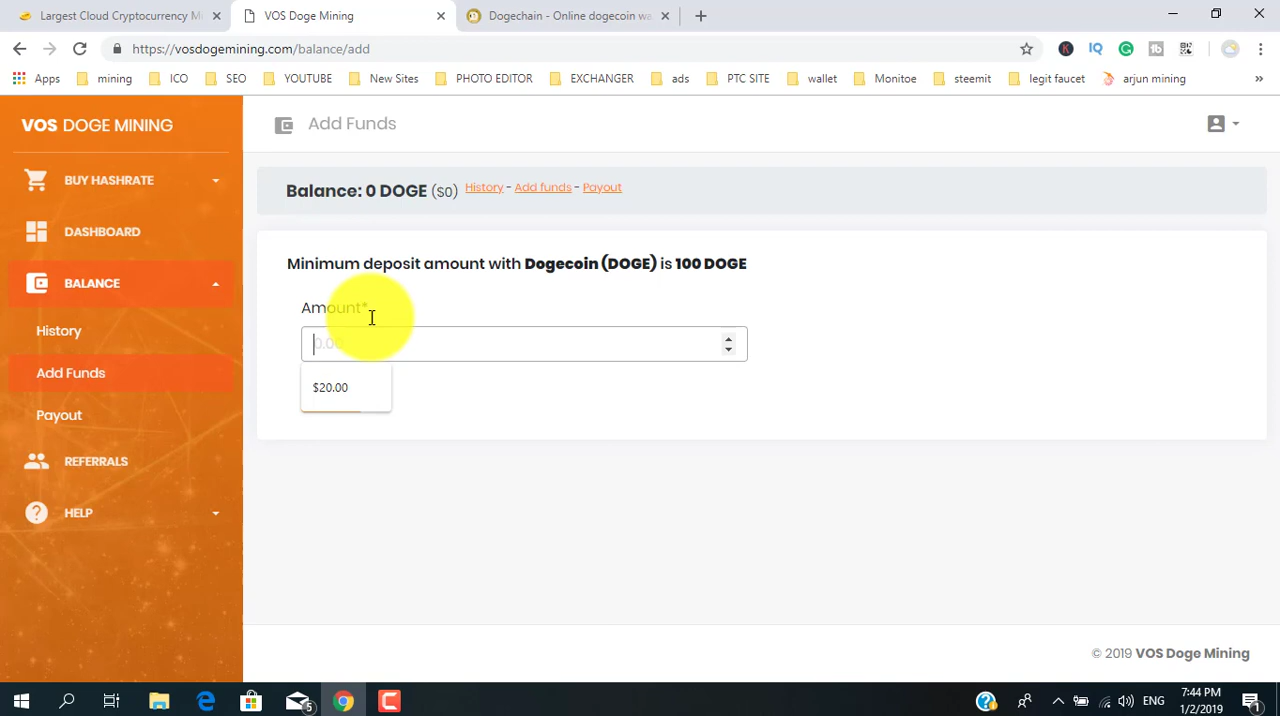 Largest Cloud Cryptocurrency M
VOS Doge Mining
Dogechain - Online dogecoin wa
https://vosdogemining.com/balance/add
Apps
mining
ICO
SEO
YOUTUBE
New Sites
PHOTO EDITOR
EXCHANGER
ads
PTC SITE
wallet
Monitoe
steemit
legit faucet
arjun mining
»
VOS DOGE MINING
Add Funds
BUY HASHRATE
DASHBOARD
BALANCE
History
Add Funds
Payout
REFERRALS
HELP
Balance: 0 DOGE ($0) History - Add funds - Payout
Minimum deposit amount with Dogecoin (DOGE) is 100 DOGE
Amount*
0.00
$20.00
© 2019 VOS Doge Mining
5
ENG
7:44 PM
1/2/2019
1